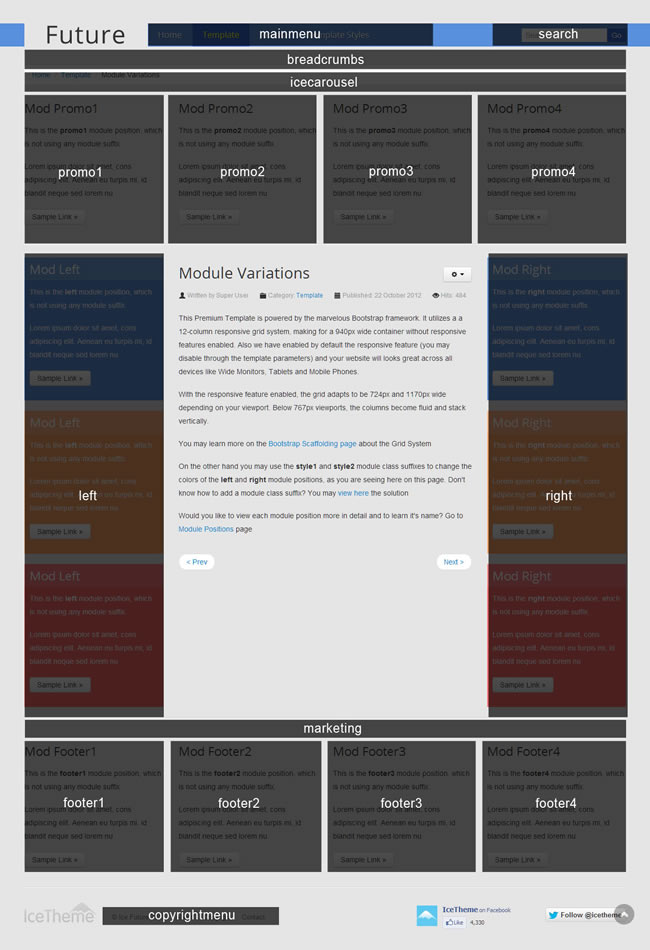 Future
Home Template mainmenu Template Styles search Go
breadcrumbs
Home Template Module Variations
icecarousel
Mod Promo1
This is the promo1 module position, which
is not using any module suffix.
Lorem ipsum dolor sit amet, cons
adipiscing elit. Aenean eu turpis mi, id
blandit neque sed lorem nu
promo1
Sample Link »
Mod Promo2
This is the promo2 module position, which
is not using any module suffix.
Lorem ipsum dolor sit amet, cons
adipiscing elit. Aenean eu turpis mi, id
blandit neque sed lorem nu
promo2
Sample Link »
Mod Promo3
This is the promo3 module position, which
is not using any module suffix.
Lorem ipsum dolor sit amet, cons
adipiscing elit. Aenean eu turpis mi, id
blandit neque sed lorem nu
promo3
Sample Link »
Mod Promo4
This is the promo4 module position, which
is not using any module suffix.
Lorem ipsum dolor sit amet, cons
adipiscing elit. Aenean eu turpis mi, id
blandit neque sed lorem nu
promo4
Sample Link »
Mod Left
This is the left module position, which
is not using any module suffix.
Lorem ipsum dolor sit amet, cons
adipiscing elit. Aenean eu turpis mi, id
blandit neque sed lorem nu
Sample Link »
Mod Left
This is the left module position, which
is not using any module suffix.
Lorem ipsum dolor sit amet, cons
adipiscing elit. Aenean eu turpis mi, id
blandit neque sed lorem nu
left
Sample Link »
Mod Left
This is the left module position, which
is not using any module suffix.
Lorem ipsum dolor sit amet, cons
adipiscing elit. Aenean eu turpis mi, id
blandit neque sed lorem nu
Sample Link »
Module Variations
Written by Super User Category: Template Published: 22 October 2012 Hits: 484
This Premium Template is powered by the marvelous Bootstrap framework. It utilizes a a
12-column responsive grid system, making for a 940px wide container without responsive
features enabled. Also we have enabled by default the responsive feature (you may
disable through the template parameters) and your website will looks great across all
devices like Wide Monitors, Tablets and Mobile Phones.
With the responsive feature enabled, the grid adapts to be 724px and 1170px wide
depending on your viewport. Below 767px viewports, the columns become fluid and stack
vertically.
You may learn more on the Bootstrap Scaffolding page about the Grid System
On the other hand you may use the style1 and style2 module class suffixes to change the
colors of the left and right module positions, as you are seeing here on this page. Don't
know how to add a module class suffix? You may view here the solution
Would you like to view each module position more in detail and to learn it's name? Go to
Module Positions page
< Prev Next >
Mod Right
This is the right module position, which
is not using any module suffix.
Lorem ipsum dolor sit amet, cons
adipiscing elit. Aenean eu turpis mi, id
blandit neque sed lorem nu
Sample Link »
Mod Right
This is the right module position, which
is not using any module suffix.
Lorem ipsum dolor sit amet, cons
adipiscing elit. Aenean eu turpis mi, id
blandit neque sed lorem nu
right
Sample Link »
Mod Right
This is the right module position, which
is not using any module suffix.
Lorem ipsum dolor sit amet, cons
adipiscing elit. Aenean eu turpis mi, id
blandit neque sed lorem nu
Sample Link »
marketing
Mod Footer1
This is the footer1 module position, which
is not using any module suffix.
Lorem ipsum dolor sit amet, cons
adipiscing elit. Aenean eu turpis mi, id
blandit neque sed lorem nu
footer1
Sample Link »
Mod Footer2
This is the footer2 module position, which
is not using any module suffix.
Lorem ipsum dolor sit amet, cons
adipiscing elit. Aenean eu turpis mi, id
blandit neque sed lorem nu
footer2
Sample Link »
Mod Footer3
This is the footer3 module position, which
is not using any module suffix.
Lorem ipsum dolor sit amet, cons
adipiscing elit. Aenean eu turpis mi, id
blandit neque sed lorem nu
footer3
Sample Link »
Mod Footer4
This is the footer4 module position, which
is not using any module suffix.
Lorem ipsum dolor sit amet, cons
adipiscing elit. Aenean eu turpis mi, id
blandit neque sed lorem nu
footer4
Sample Link »
IceTheme © Ice Future copyrightmenu Contact
IceTheme on Facebook
Like 4,330
Follow @icetheme